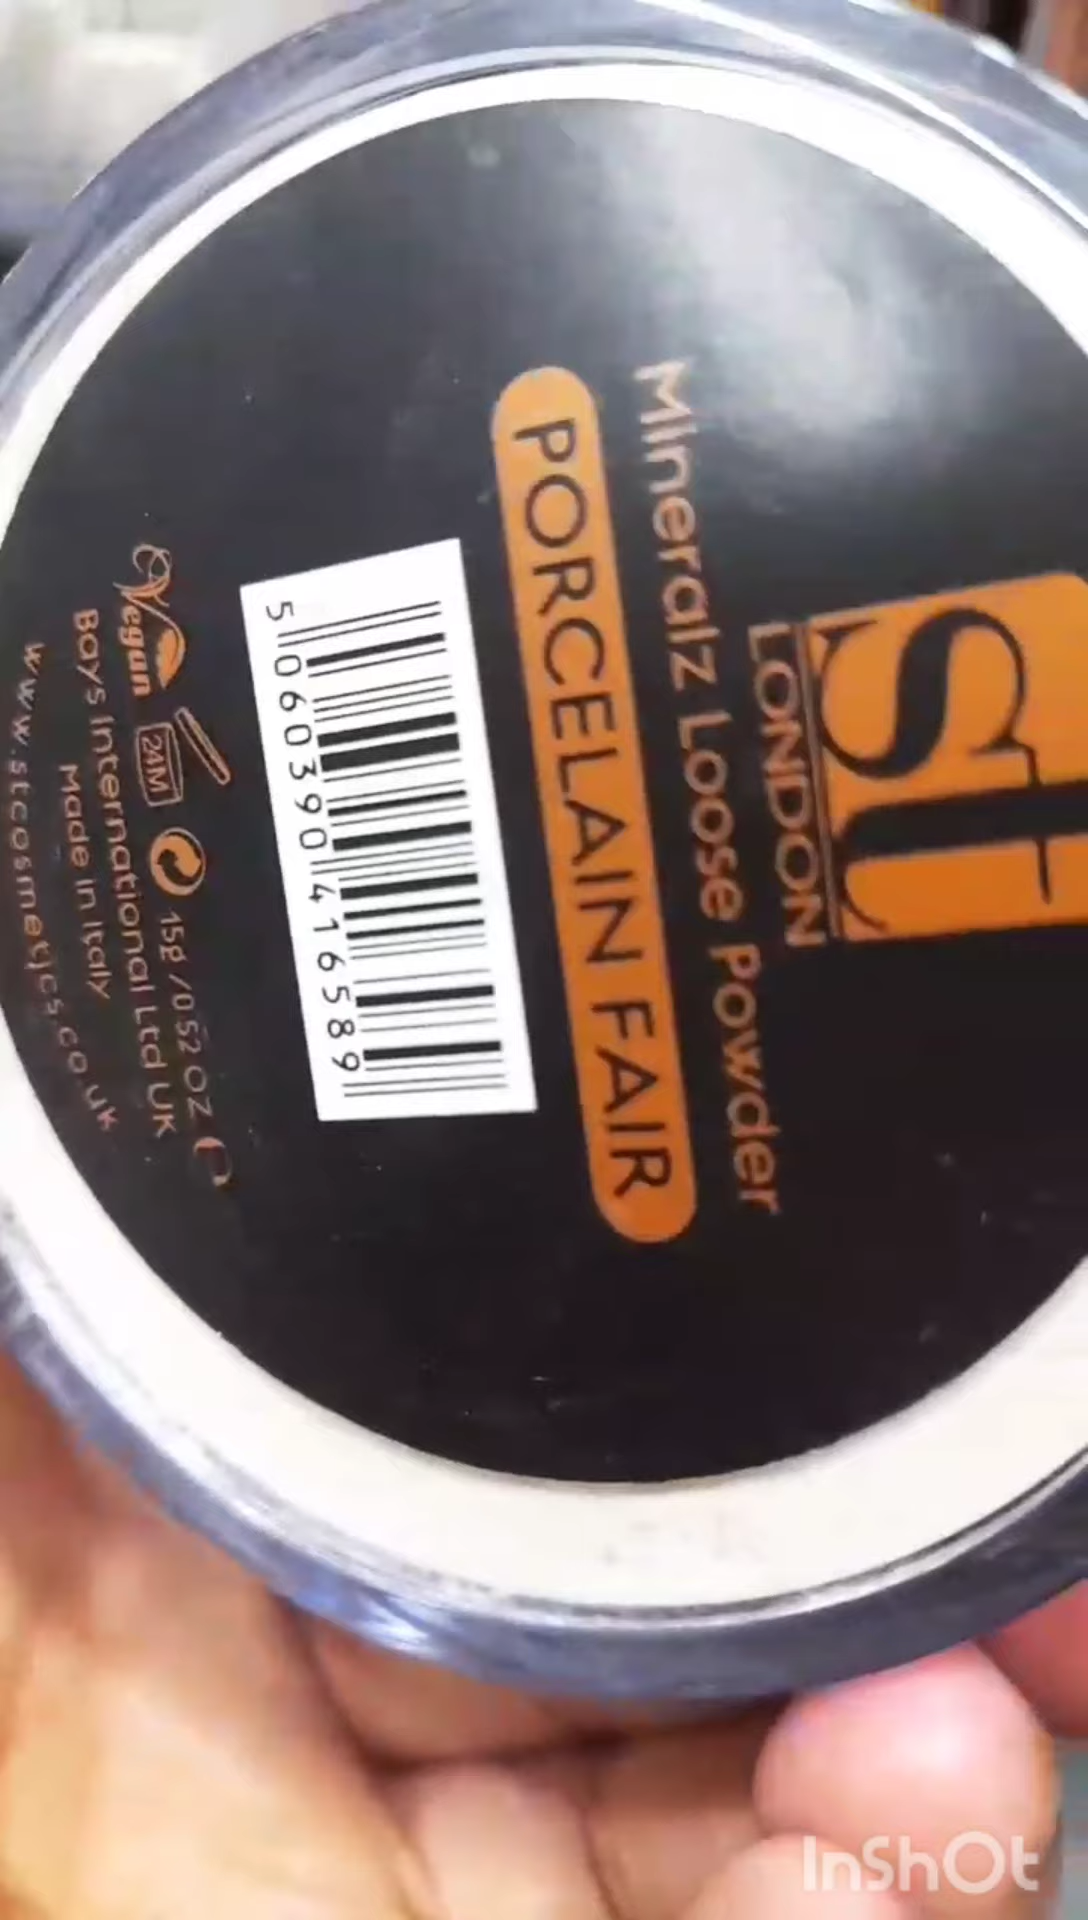 st
LONDON
Mineralz Loose Powder
PORCELAIN FAIR
5 060390 416589
Vegan 24M 15g / 0.52 OZ
Boys International Ltd UK
Made in Italy
www.stcosmetics.co.uk
InShOt